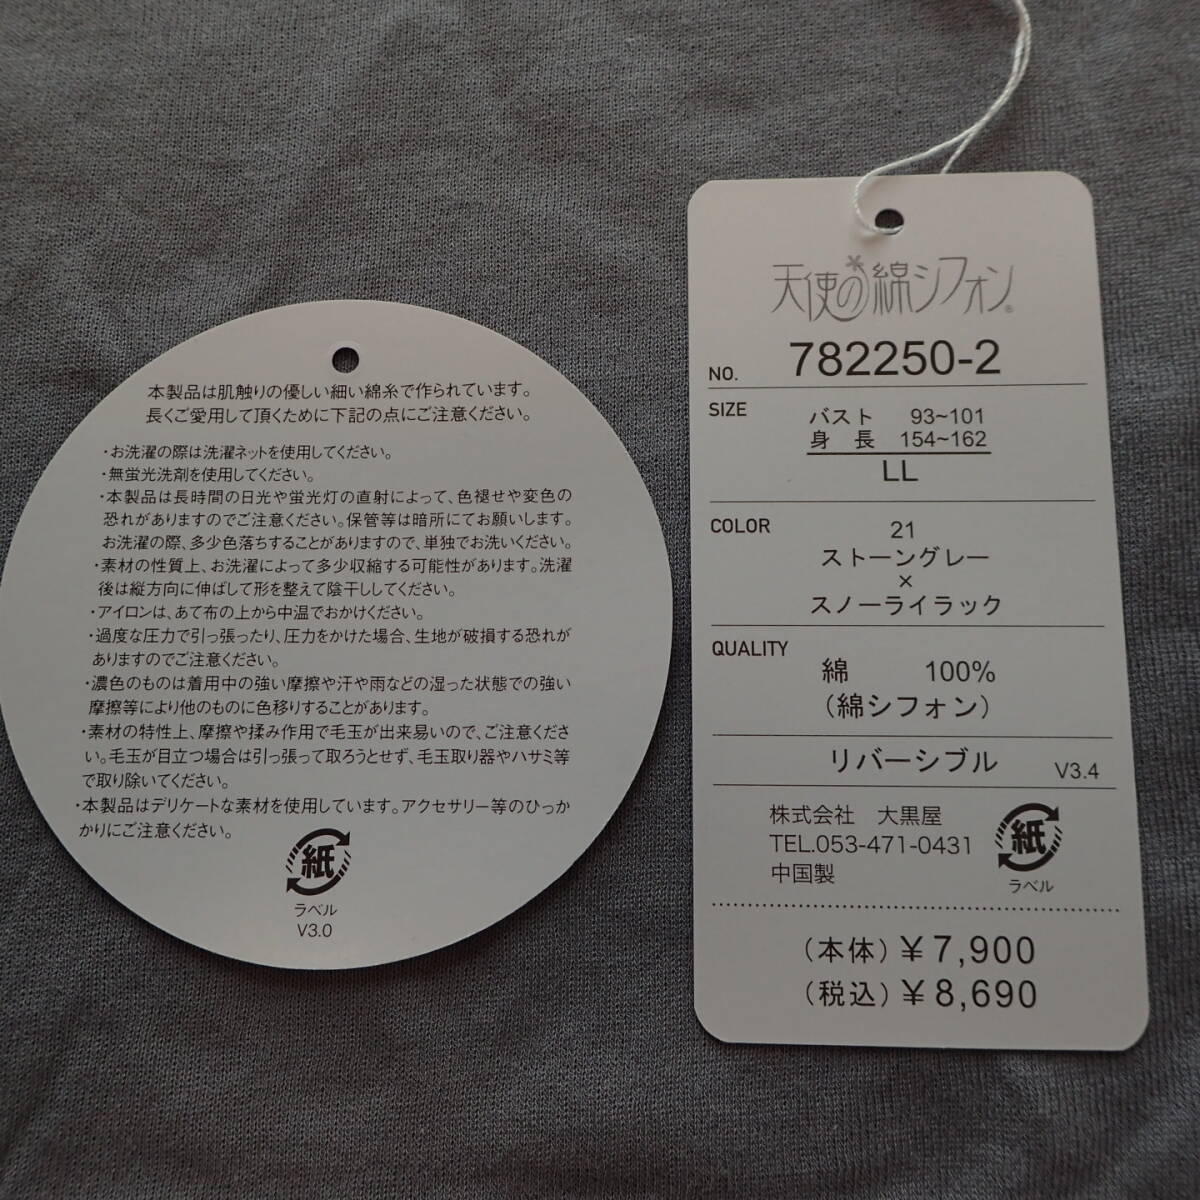 本製品は肌触りの優しい細い綿糸で作られています。
長くご愛用して頂くために下記の点にご注意ください。
・お洗濯の際は洗濯ネットを使用してください。
・無蛍光洗剤を使用してください。
・本製品は長時間の日光や蛍光灯の直射によって、色褪せや変色の
恐れがありますのでご注意ください。保管等は暗所にてお願いします。
お洗濯の際、多少色落ちすることがありますので、単独でお洗いください。
・素材の性質上、お洗濯によって多少収縮する可能性があります。洗濯
後は縦方向に伸ばして形を整えて陰干ししてください。
・アイロンは、あて布の上から中温でおかけください。
・過度な圧力で引っ張ったり、圧力をかけた場合、生地が破損する恐れが
ありますのでご注意ください。
・濃色のものは着用中の強い摩擦や汗や雨などの湿った状態での強い
摩擦等により他のものに色移りすることがあります。
・素材の特性上、摩擦や揉み作用で毛玉が出来易いので、ご注意くださ
い。毛玉が目立つ場合は引っ張って取ろうとせず、毛玉取り器やハサミ等
で取り除いてください。
・本製品はデリケートな素材を使用しています。アクセサリー等のひっか
かりにご注意ください。
紙
ラベル
V3.0
天使の綿シフォン®
NO. 782250-2
SIZE バスト 93~101
身長 154~162
LL
COLOR 21
ストーングレー
×
スノーライラック
QUALITY 綿 100%
(綿シフォン)
リバーシブル V3.4
株式会社 大黒屋
TEL.053-471-0431
中国製
紙
ラベル
(本体) ¥7,900
(税込) ¥8,690